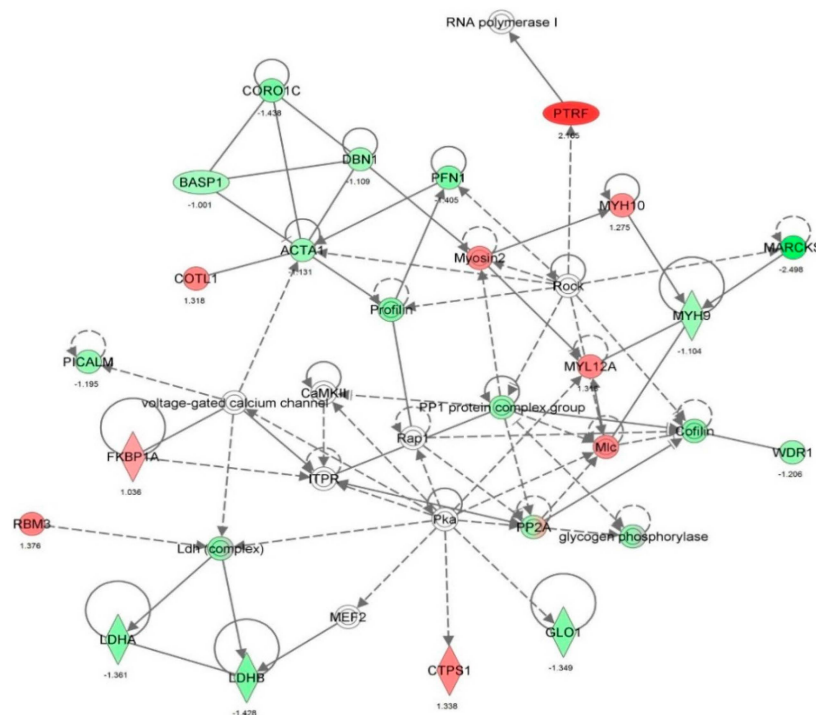 RNA polymerase I
CORO1C
-1.438
PTRF
2.165
DBN1
-1.109
BASP1
-1.001
PFN1
-1.405
MYH10
1.275
ACTA1
-1.131
Myosin2
MARCKS
-2.498
COTL1
1.318
Rock
Profilin
MYH9
-1.104
PICALM
-1.195
MYL12A
voltage-gated calcium channel
CaMKII
PP1 protein complex group
Rap1
Mlc
Cofilin
WDR1
-1.206
FKBP1A
1.036
ITPR
RBM3
1.376
Pka
PP2A
glycogen phosphorylase
Ldh (complex)
MEF2
LDHA
-1.361
GLO1
-1.349
LDHB
-1.428
CTPS1
1.338